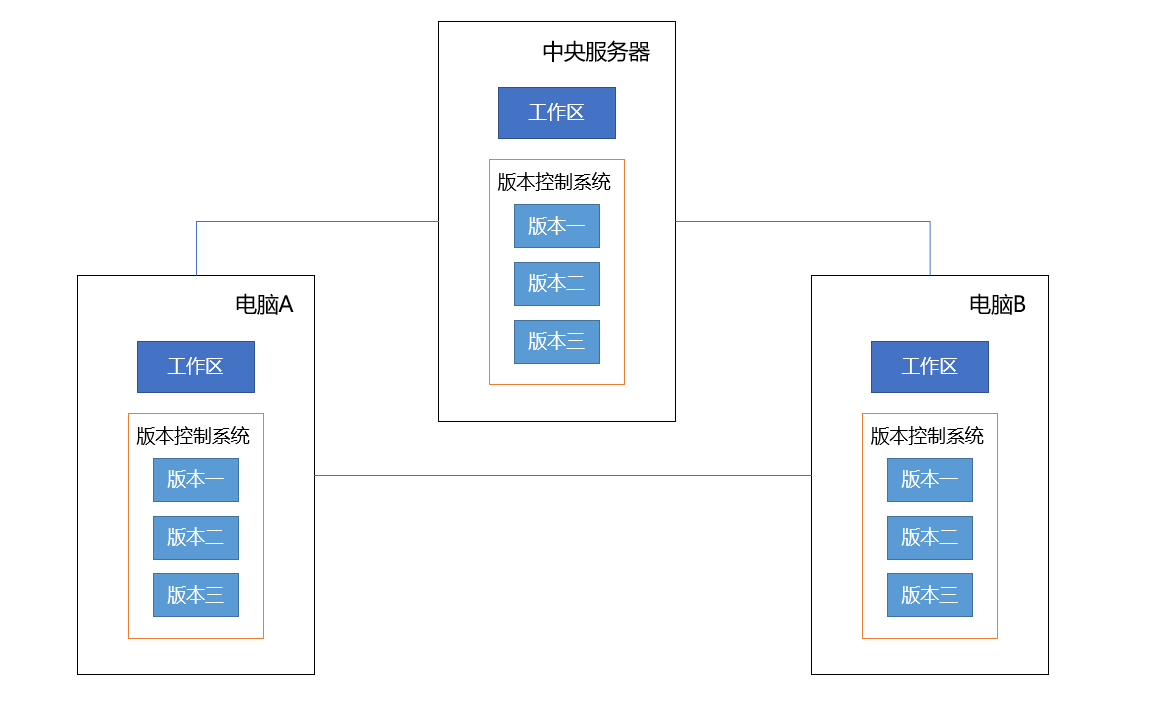 中央服务器
工作区
版本控制系统
版本一
版本二
版本三
电脑A
工作区
版本控制系统
版本一
版本二
版本三
电脑B
工作区
版本控制系统
版本一
版本二
版本三